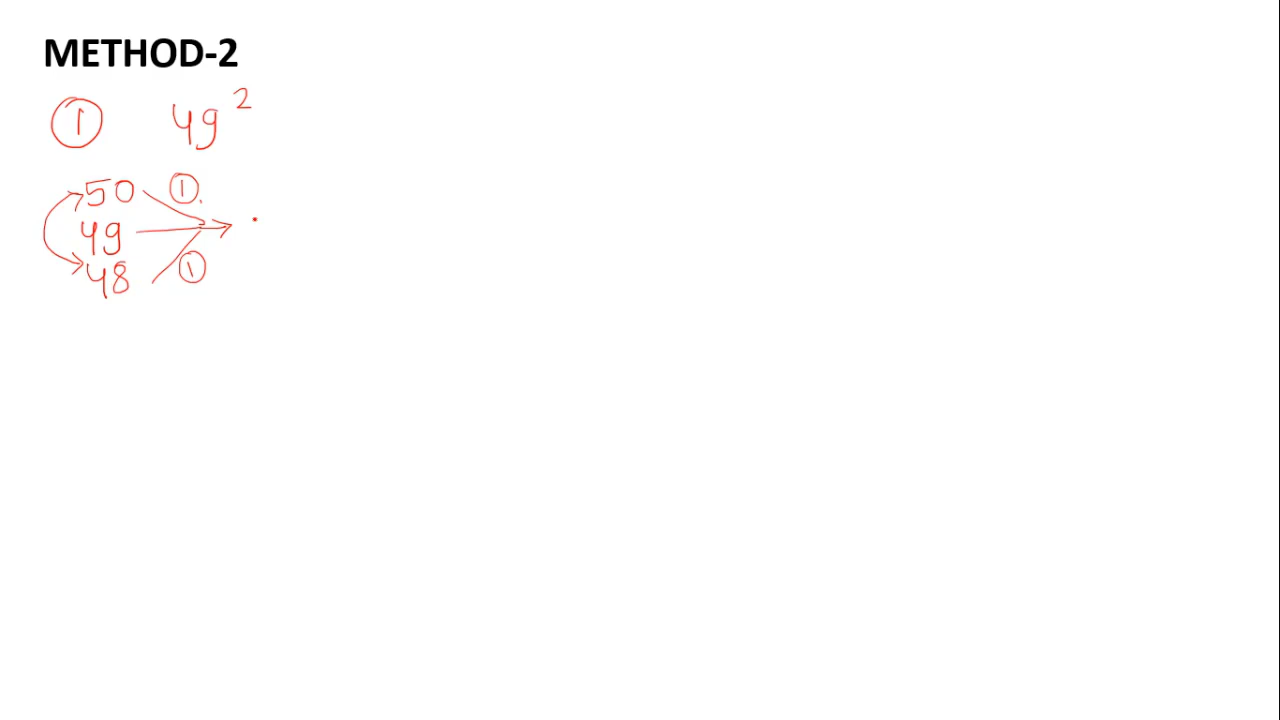 METHOD-2
① 49²
50 ①
49
48 ①